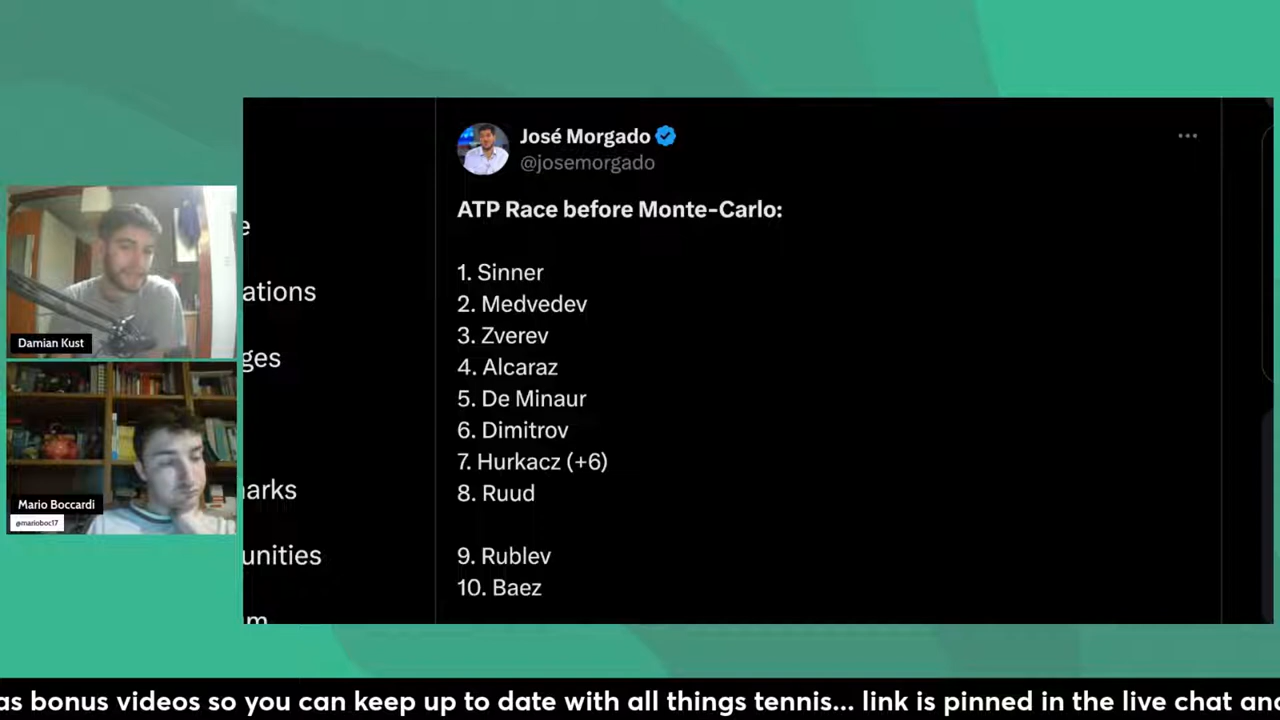 José Morgado
@josemorgado
ATP Race before Monte-Carlo:
1. Sinner
2. Medvedev
3. Zverev
4. Alcaraz
5. De Minaur
6. Dimitrov
7. Hurkacz (+6)
8. Ruud
9. Rublev
10. Baez
e
ations
ges
arks
unities
m
Damian Kust
Mario Boccardi
@marioboc17
as bonus videos so you can keep up to date with all things tennis... link is pinned in the live chat and